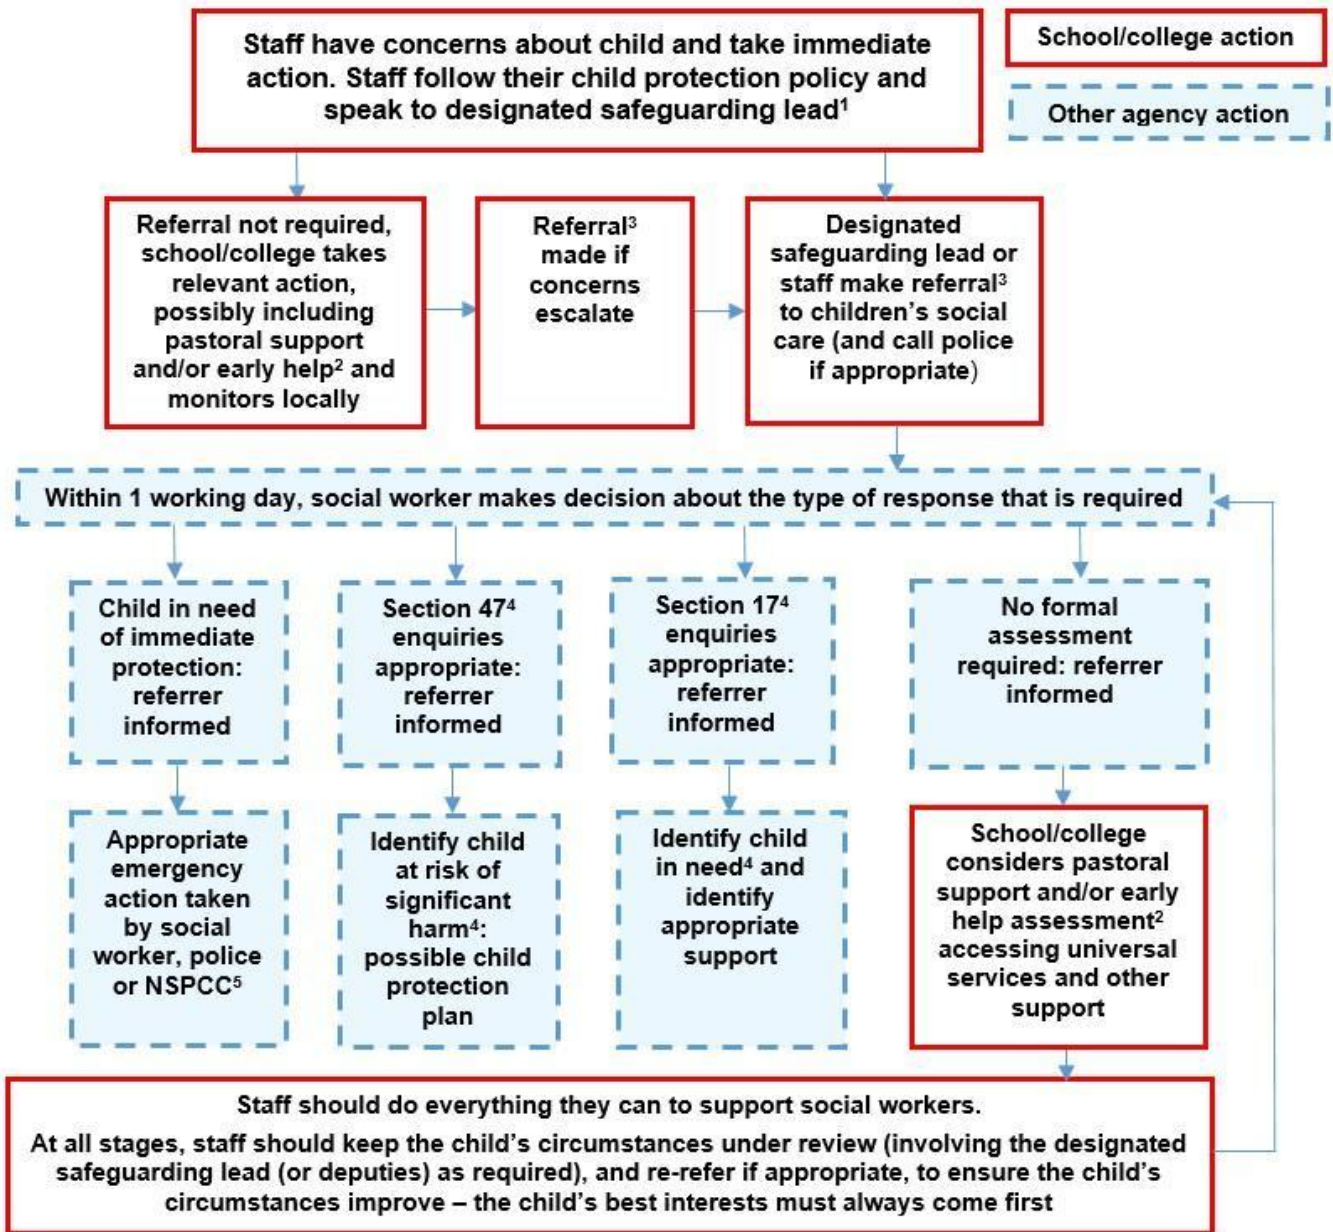 Staff have concerns about child and take immediate
action. Staff follow their child protection policy and
speak to designated safeguarding lead¹
School/college action
Other agency action
Referral not required,
school/college takes
relevant action,
possibly including
pastoral support
and/or early help² and
monitors locally
Referral³
made if
concerns
escalate
Designated
safeguarding lead or
staff make referral³
to children’s social
care (and call police
if appropriate)
Within 1 working day, social worker makes decision about the type of response that is required
Child in need
of immediate
protection:
referrer
informed
Section 47⁴
enquiries
appropriate:
referrer
informed
Section 17⁴
enquiries
appropriate:
referrer
informed
No formal
assessment
required: referrer
informed
Appropriate
emergency
action taken
by social
worker, police
or NSPCC⁵
Identify child
at risk of
significant
harm⁴:
possible child
protection
plan
Identify child
in need⁴ and
identify
appropriate
support
School/college
considers pastoral
support and/or early
help assessment²
accessing universal
services and other
support
Staff should do everything they can to support social workers.
At all stages, staff should keep the child’s circumstances under review (involving the designated
safeguarding lead (or deputies) as required), and re-refer if appropriate, to ensure the child’s
circumstances improve – the child’s best interests must always come first